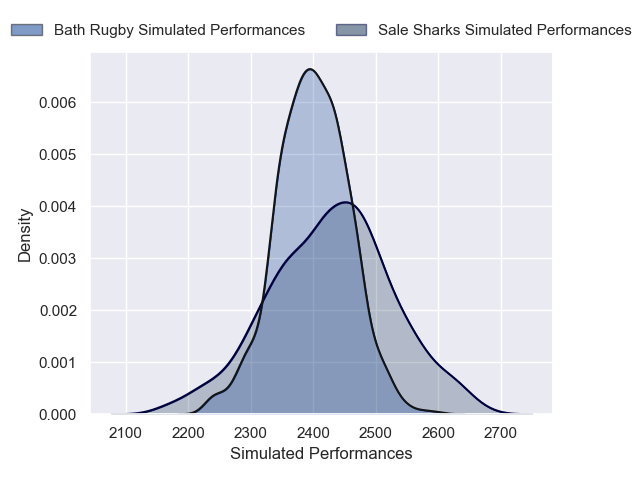 Bath Rugby Simulated Performances
Sale Sharks Simulated Performances
0.006
0.005
0.004
0.003
0.002
0.001
0.000
Density
2100 2200 2300 2400 2500 2600 2700
Simulated Performances